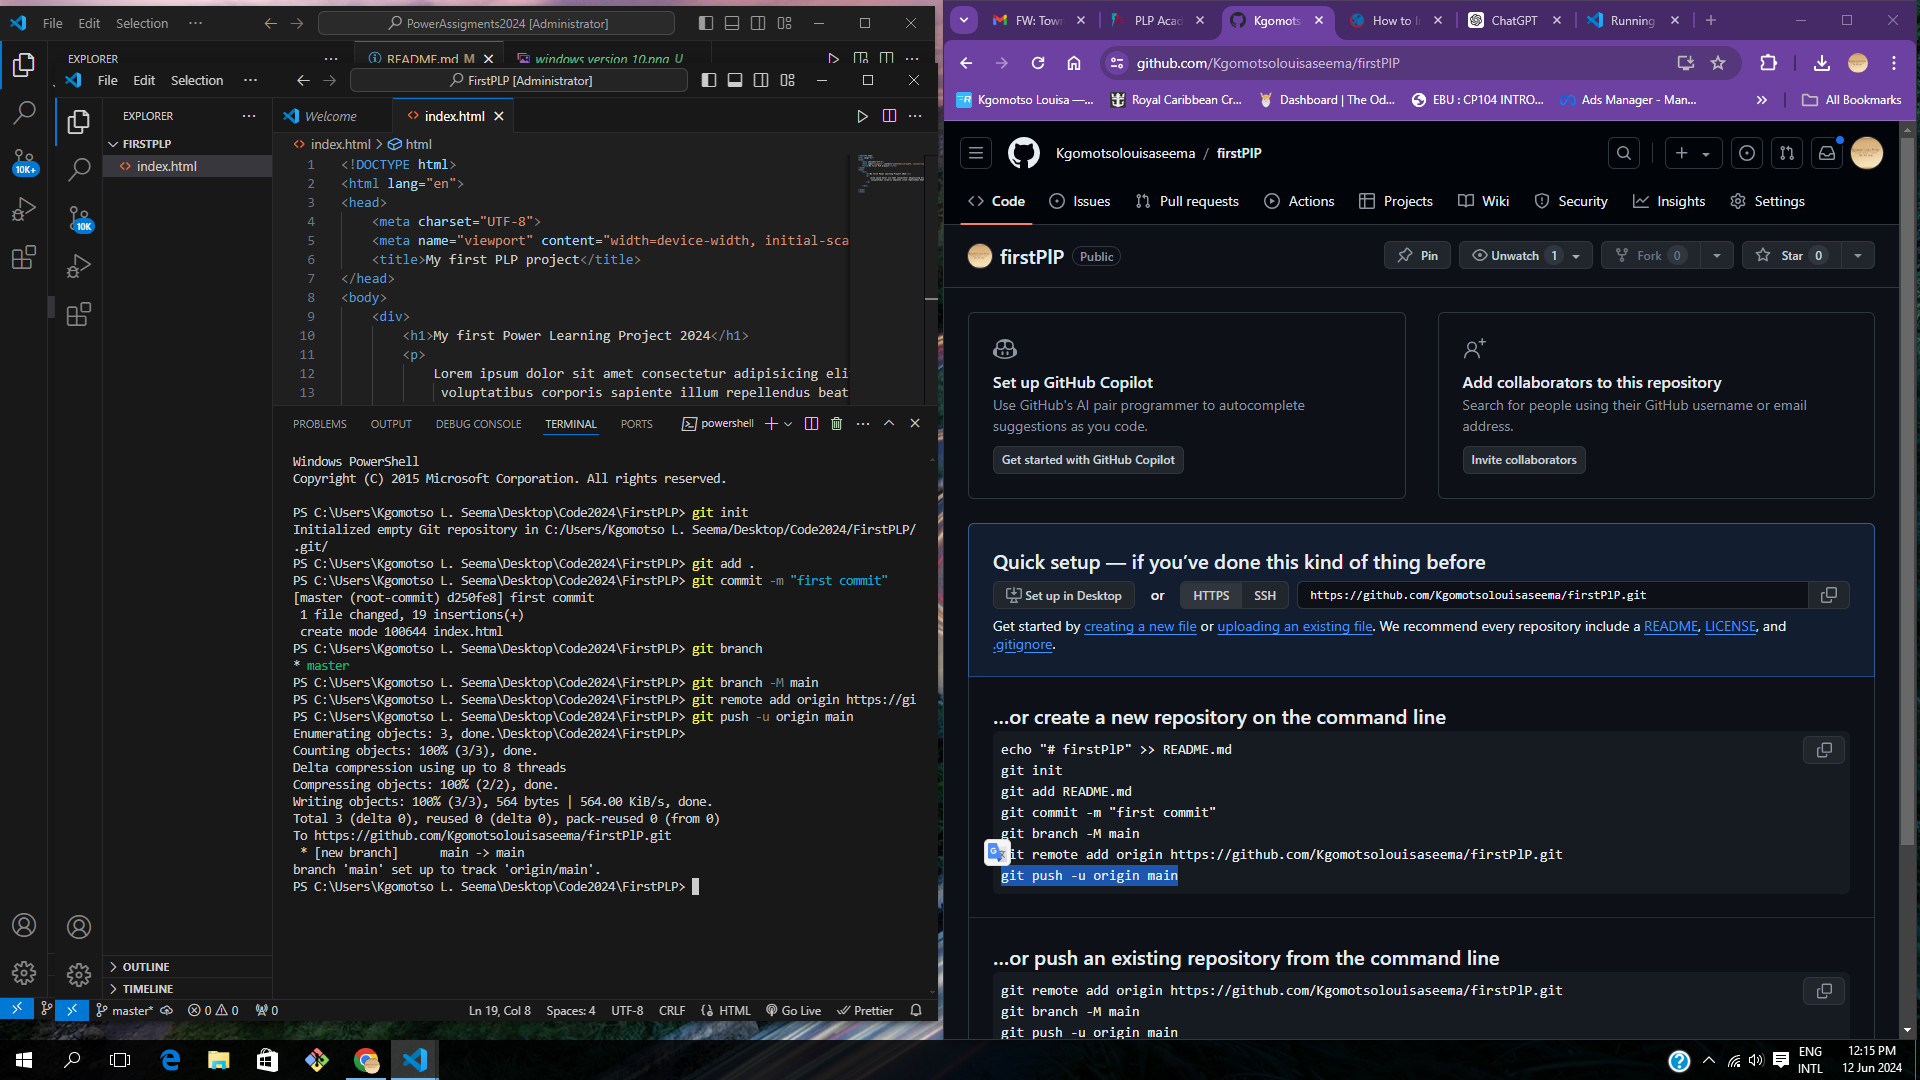 File Edit Selection ··· PowerAssigments2024 [Administrator]
EXPLORER ··· README.md M windows version 10.png U
File Edit Selection ··· FirstPLP [Administrator]
EXPLORER ··· Welcome index.html
FIRSTPLP
index.html
index.html > html
1 <!DOCTYPE html>
2 <html lang="en">
3 <head>
4 <meta charset="UTF-8">
5 <meta name="viewport" content="width=device-width, initial-sca
6 <title>My first PLP project</title>
7 </head>
8 <body>
9 <div>
10 <h1>My first Power Learning Project 2024</h1>
11 <p>
12 Lorem ipsum dolor sit amet consectetur adipisicing eli
13 voluptatibus corporis sapiente illum repellendus beat
10K+
10K
PROBLEMS OUTPUT DEBUG CONSOLE TERMINAL PORTS powershell
Windows PowerShell
Copyright (C) 2015 Microsoft Corporation. All rights reserved.
PS C:\Users\Kgomotso L. Seema\Desktop\Code2024\FirstPLP> git init
Initialized empty Git repository in C:/Users/Kgomotso L. Seema/Desktop/Code2024/FirstPLP/
.git/
PS C:\Users\Kgomotso L. Seema\Desktop\Code2024\FirstPLP> git add .
PS C:\Users\Kgomotso L. Seema\Desktop\Code2024\FirstPLP> git commit -m "first commit"
[master (root-commit) d250fe8] first commit
1 file changed, 19 insertions(+)
create mode 100644 index.html
PS C:\Users\Kgomotso L. Seema\Desktop\Code2024\FirstPLP> git branch
* master
PS C:\Users\Kgomotso L. Seema\Desktop\Code2024\FirstPLP> git branch -M main
PS C:\Users\Kgomotso L. Seema\Desktop\Code2024\FirstPLP> git remote add origin https://gi
PS C:\Users\Kgomotso L. Seema\Desktop\Code2024\FirstPLP> git push -u origin main
Enumerating objects: 3, done.\Desktop\Code2024\FirstPLP>
Counting objects: 100% (3/3), done.
Delta compression using up to 8 threads
Compressing objects: 100% (2/2), done.
Writing objects: 100% (3/3), 564 bytes | 564.00 KiB/s, done.
Total 3 (delta 0), reused 0 (delta 0), pack-reused 0 (from 0)
To https://github.com/Kgomotsolouisaseema/firstPlP.git
* [new branch] main -> main
branch 'main' set up to track 'origin/main'.
PS C:\Users\Kgomotso L. Seema\Desktop\Code2024\FirstPLP>
OUTLINE
TIMELINE
master* 0 0 0 Ln 19, Col 8 Spaces: 4 UTF-8 CRLF HTML Go Live Prettier
FW: Tow PLP Aca Kgomots How to I ChatGPT Running
github.com/Kgomotsolouisaseema/firstPlP
Kgomotso Louisa —... Royal Caribbean Cr... Dashboard | The Od... EBU : CP104 INTRO... Ads Manager - Man... All Bookmarks
Kgomotsolouisaseema / firstPlP
Code Issues Pull requests Actions Projects Wiki Security Insights Settings
firstPlP Public Pin Unwatch 1 Fork 0 Star 0
Set up GitHub Copilot
Use GitHub's AI pair programmer to autocomplete
suggestions as you code.
Get started with GitHub Copilot
Add collaborators to this repository
Search for people using their GitHub username or email
address.
Invite collaborators
Quick setup — if you’ve done this kind of thing before
Set up in Desktop or HTTPS SSH https://github.com/Kgomotsolouisaseema/firstPlP.git
Get started by creating a new file or uploading an existing file. We recommend every repository include a README, LICENSE, and
.gitignore.
…or create a new repository on the command line
echo "# firstPlP" >> README.md
git init
git add README.md
git commit -m "first commit"
git branch -M main
git remote add origin https://github.com/Kgomotsolouisaseema/firstPlP.git
git push -u origin main
…or push an existing repository from the command line
git remote add origin https://github.com/Kgomotsolouisaseema/firstPlP.git
git branch -M main
git push -u origin main
ENG
INTL
12:15 PM
12 Jun 2024